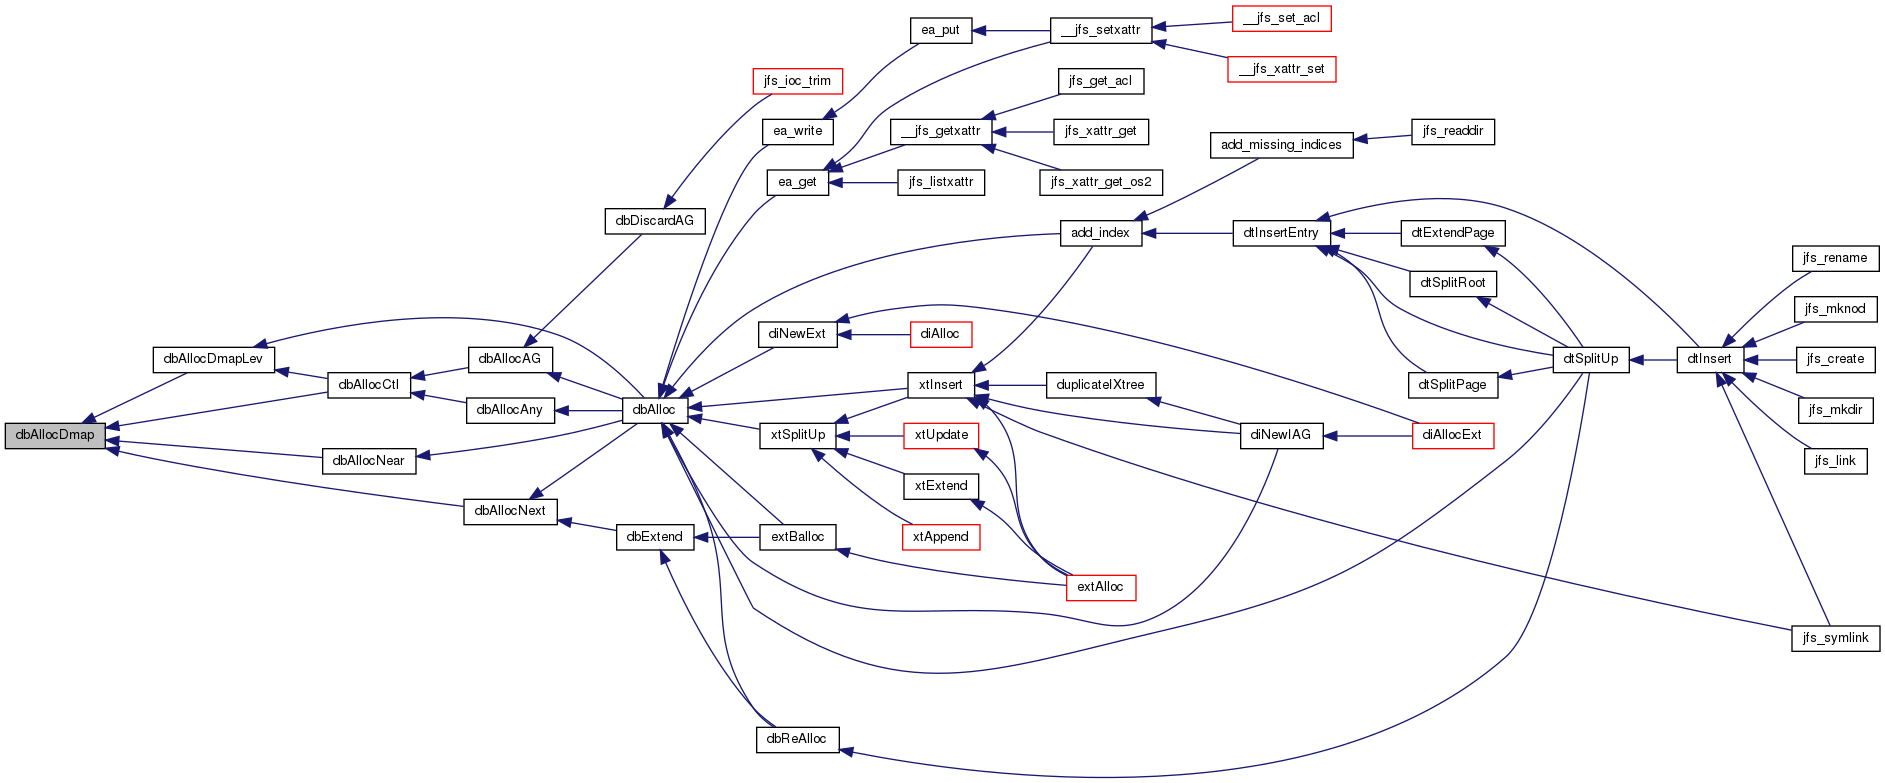 ea_put
__jfs_setxattr
__jfs_set_acl
__jfs_xattr_set
jfs_ioc_trim
jfs_get_acl
ea_write
__jfs_getxattr
jfs_xattr_get
add_missing_indices
jfs_readdir
ea_get
jfs_listxattr
jfs_xattr_get_os2
dbDiscardAG
add_index
dtInsertEntry
dtExtendPage
jfs_rename
dtSplitRoot
jfs_mknod
diNewExt
diAlloc
dbAllocDmapLev
dbAllocAG
dtSplitUp
dtInsert
jfs_create
dbAllocCtl
xtInsert
duplicateIXtree
dtSplitPage
dbAllocAny
dbAlloc
jfs_mkdir
dbAllocDmap
xtSplitUp
xtUpdate
diNewIAG
diAllocExt
dbAllocNear
jfs_link
xtExtend
dbAllocNext
dbExtend
extBalloc
xtAppend
extAlloc
jfs_symlink
dbReAlloc